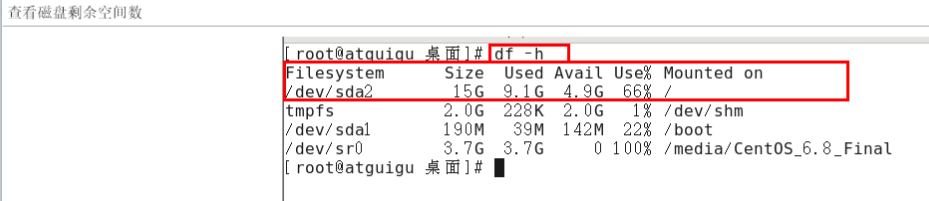 查看磁盘剩余空间数
[root@atguigu 桌面]# df -h
Filesystem Size Used Avail Use% Mounted on
/dev/sda2 15G 9.1G 4.9G 66% /
tmpfs 2.0G 228K 2.0G 1% /dev/shm
/dev/sda1 190M 39M 142M 22% /boot
/dev/sr0 3.7G 3.7G 0 100% /media/CentOS_6.8_Final
[root@atguigu 桌面]#